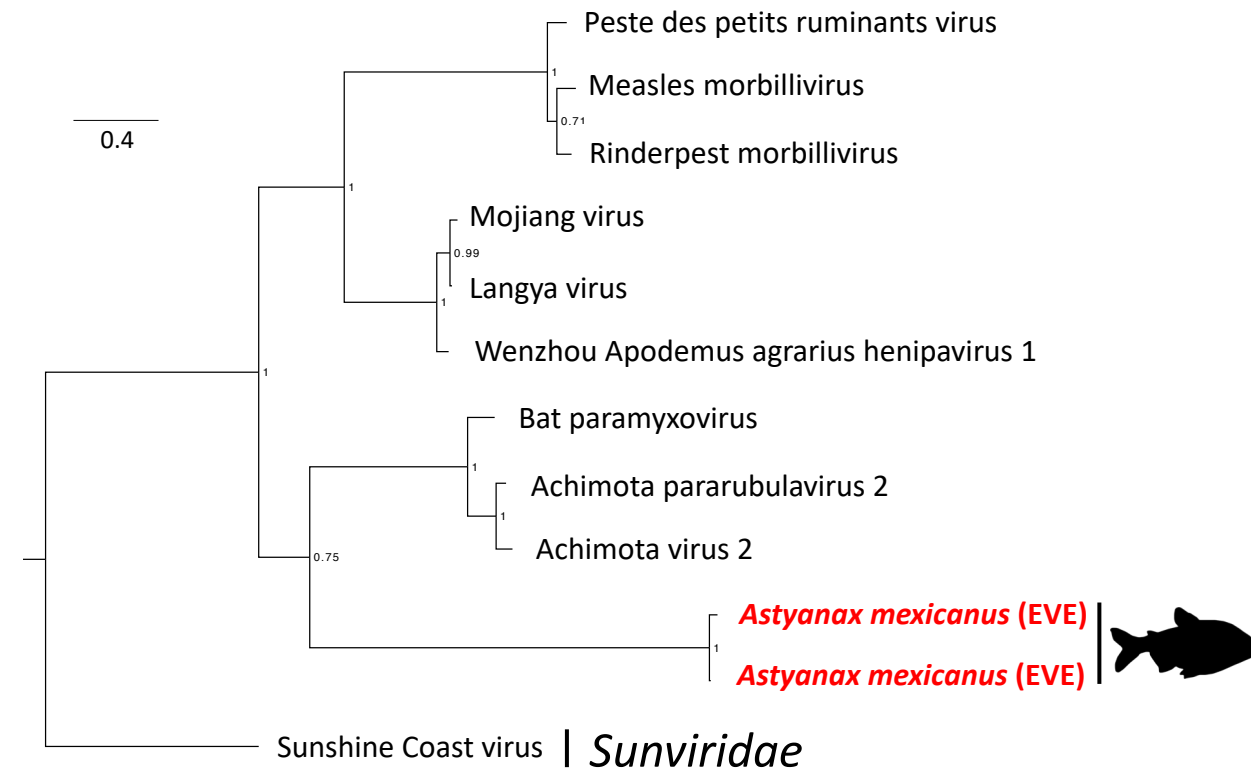 Peste des petits ruminants virus
1
Measles morbillivirus
0.4
0.71
Rinderpest morbillivirus
1
Mojiang virus
0.99
Langya virus
1
Wenzhou Apodemus agrarius henipavirus 1
1
Bat paramyxovirus
1
Achimota pararubulavirus 2
1
Achimota virus 2
0.75
Astyanax mexicanus (EVE)
1
Astyanax mexicanus (EVE)
Sunshine Coast virus Sunviridae